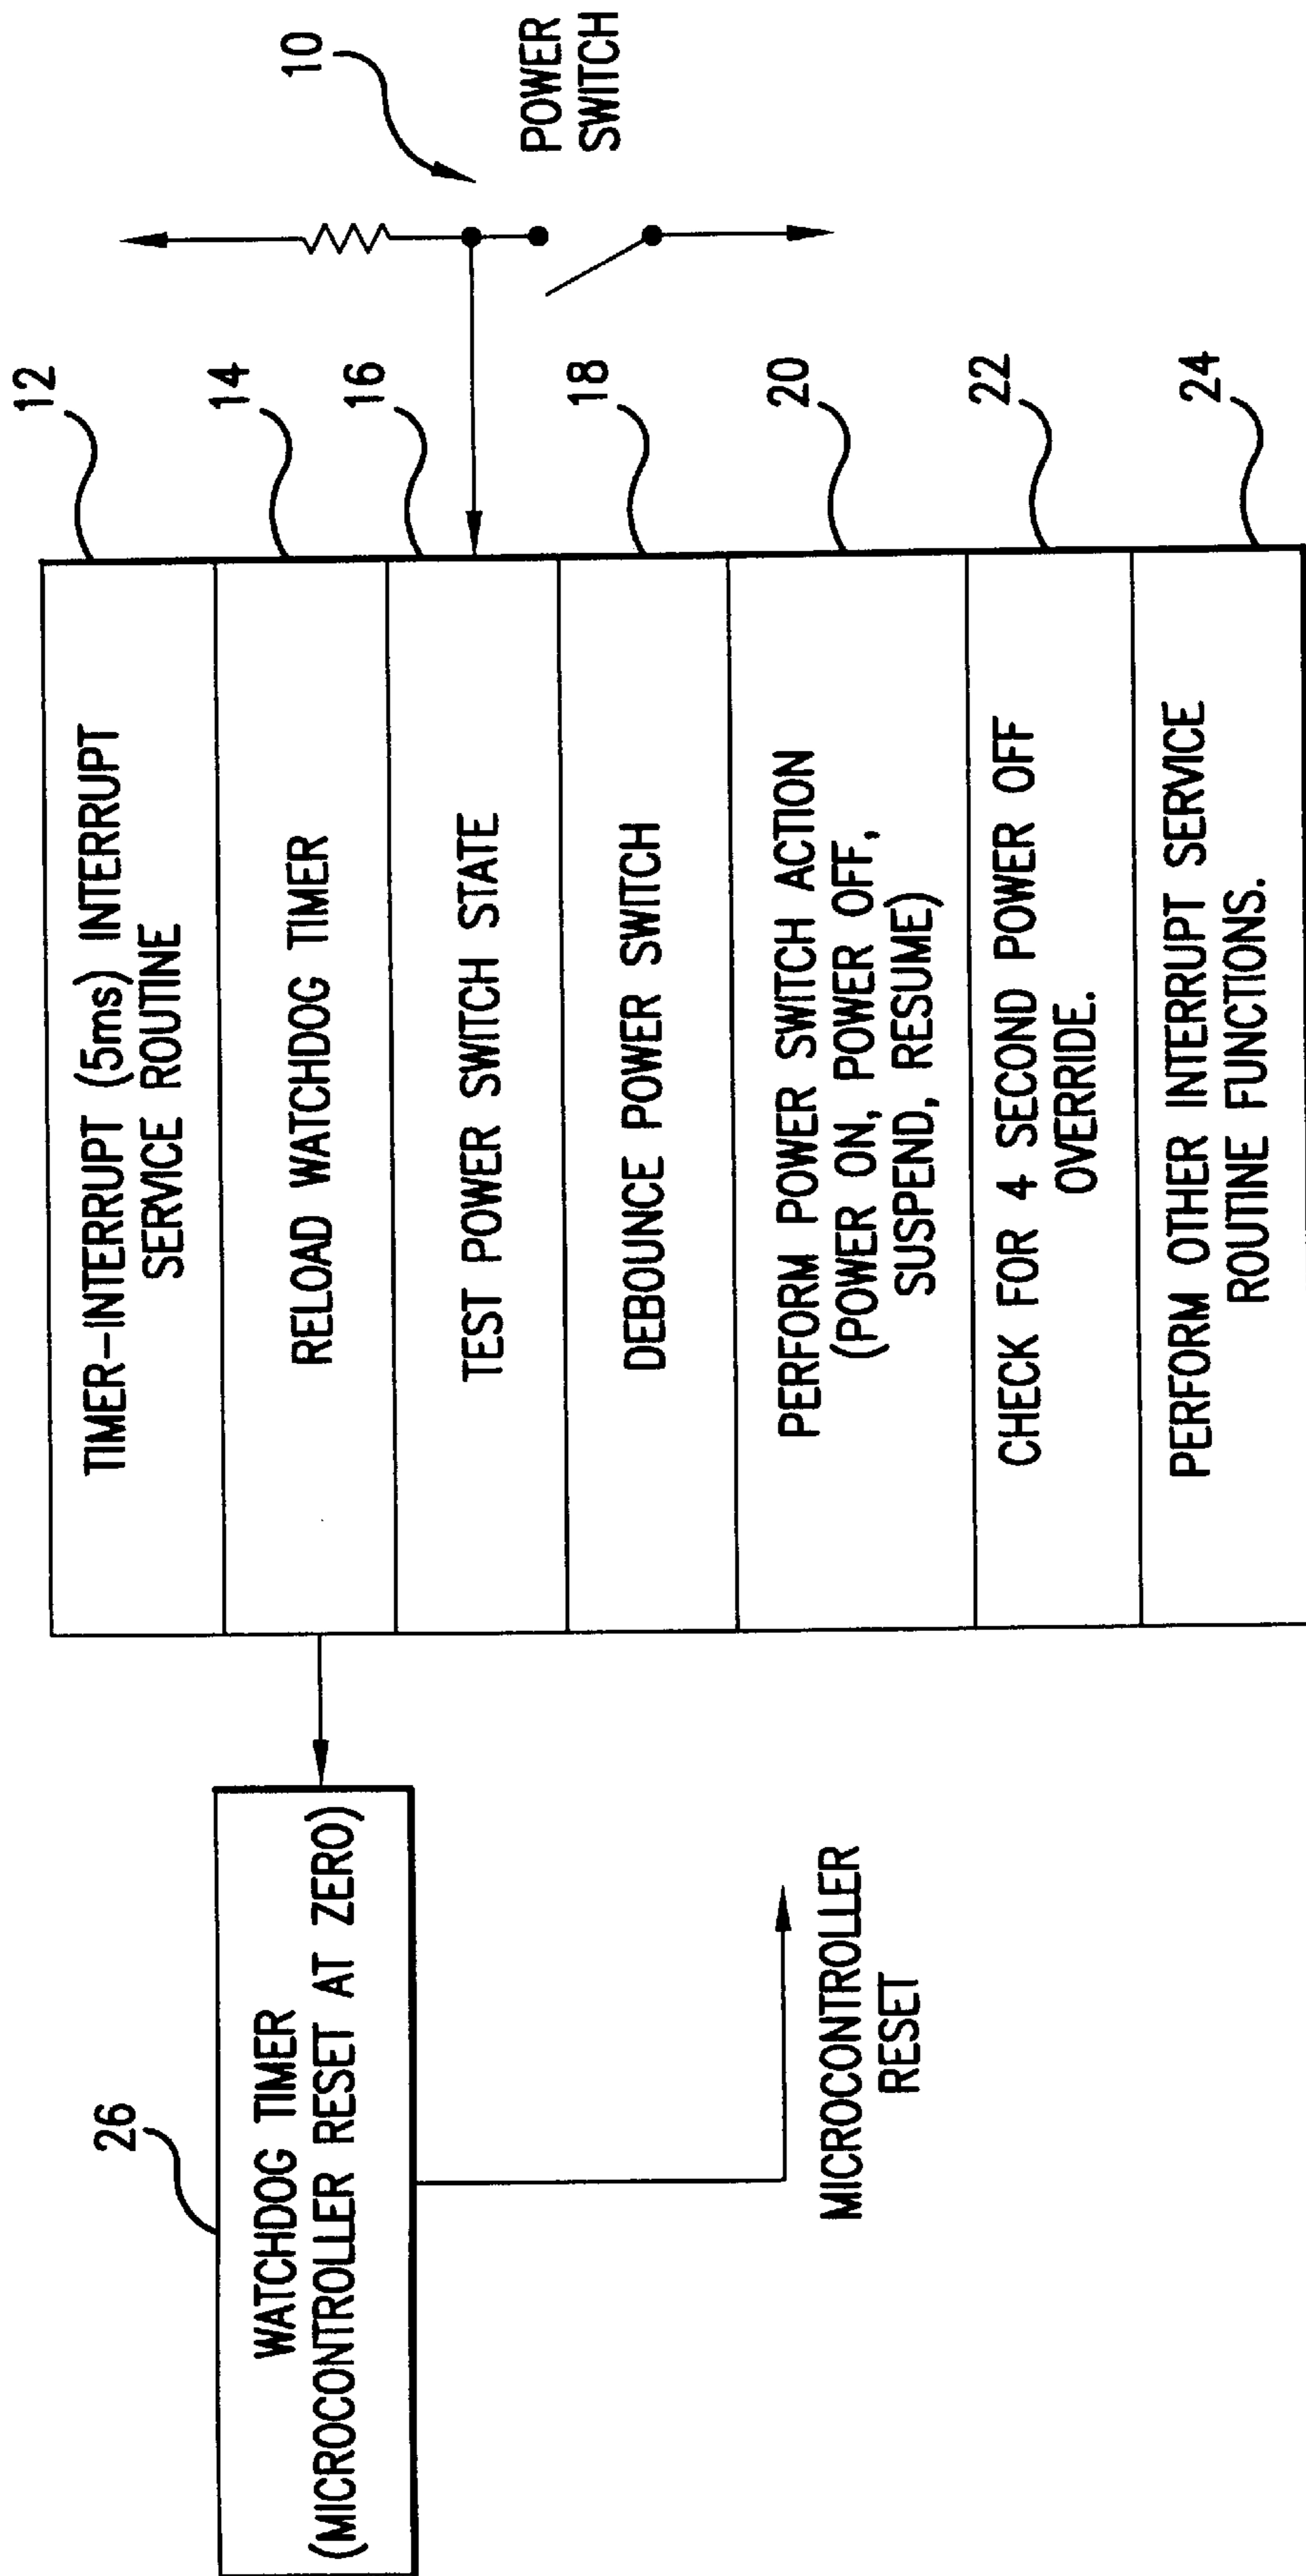 10
POWER
SWITCH
12
TIMER-INTERRUPT (5ms) INTERRUPT
SERVICE ROUTINE
14
RELOAD WATCHDOG TIMER
16
TEST POWER SWITCH STATE
18
DEBOUNCE POWER SWITCH
20
PERFORM POWER SWITCH ACTION
(POWER ON, POWER OFF,
SUSPEND, RESUME)
22
CHECK FOR 4 SECOND POWER OFF
OVERRIDE.
24
PERFORM OTHER INTERRUPT SERVICE
ROUTINE FUNCTIONS.
26
WATCHDOG TIMER
(MICROCONTROLLER RESET AT ZERO)
MICROCONTROLLER
RESET